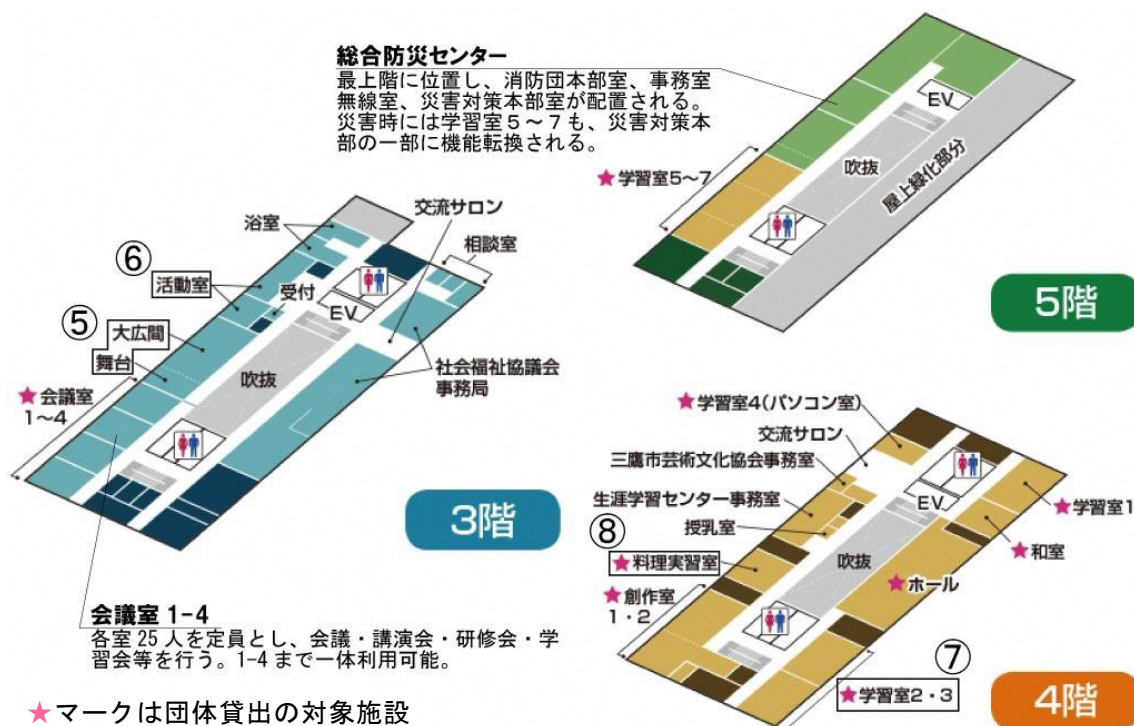 総合防災センター
最上階に位置し、消防団本部室、事務室
無線室、災害対策本部室が配置される。
災害時には学習室５～７も、災害対策本
部の一部に機能転換される。
EV
吹抜
屋上緑化部分
★学習室5～7
5階
交流サロン
浴室
相談室
⑥
活動室
受付
EV
⑤
大広間
舞台
社会福祉協議会
事務局
吹抜
★会議室
1～4
3階
会議室 1-4
各室 25 人を定員とし、会議・講演会・研修会・学
習会等を行う。1-4 まで一体利用可能。
★マークは団体貸出の対象施設
★学習室4(パソコン室)
交流サロン
三鷹市芸術文化協会事務室
EV
生涯学習センター事務室
★学習室1
授乳室
⑧
★料理実習室
吹抜
★和室
★ホール
★創作室
1・2
⑦
★学習室2・3
4階